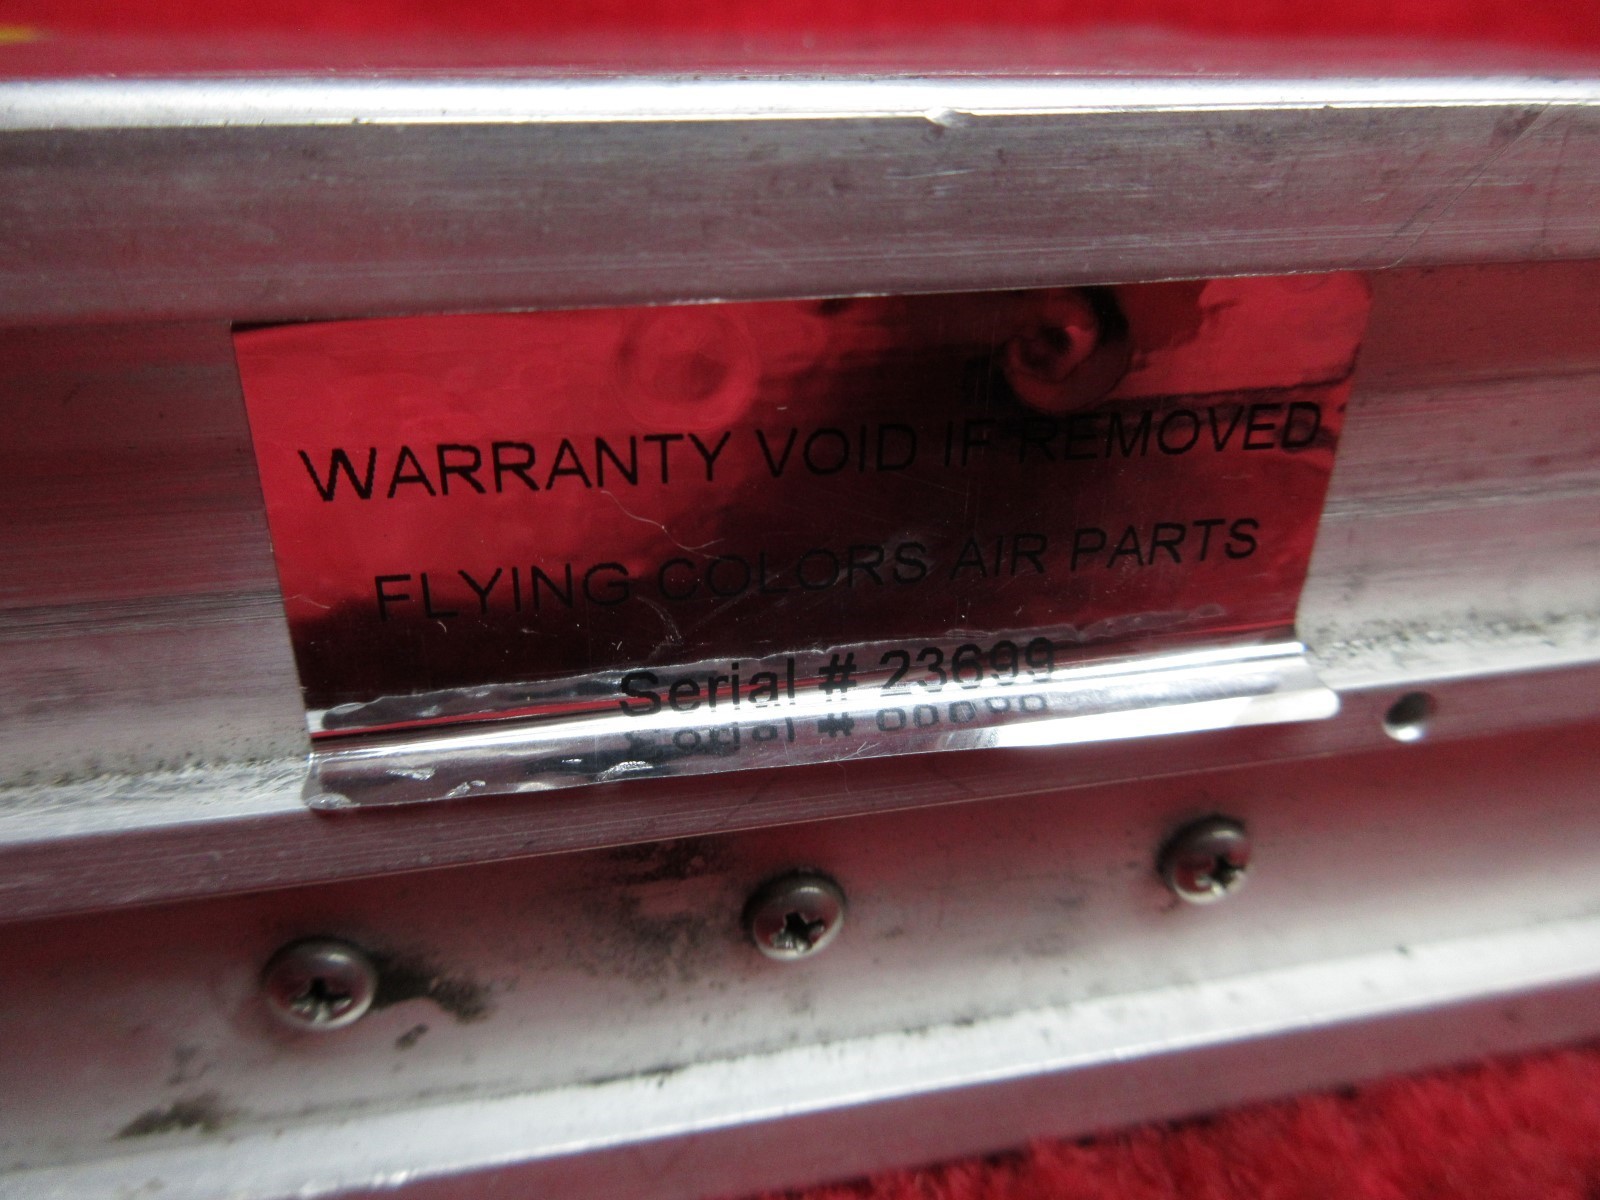 WARRANTY VOID IF REMOVED
FLYING COLORS AIR PARTS
Serial # 23699